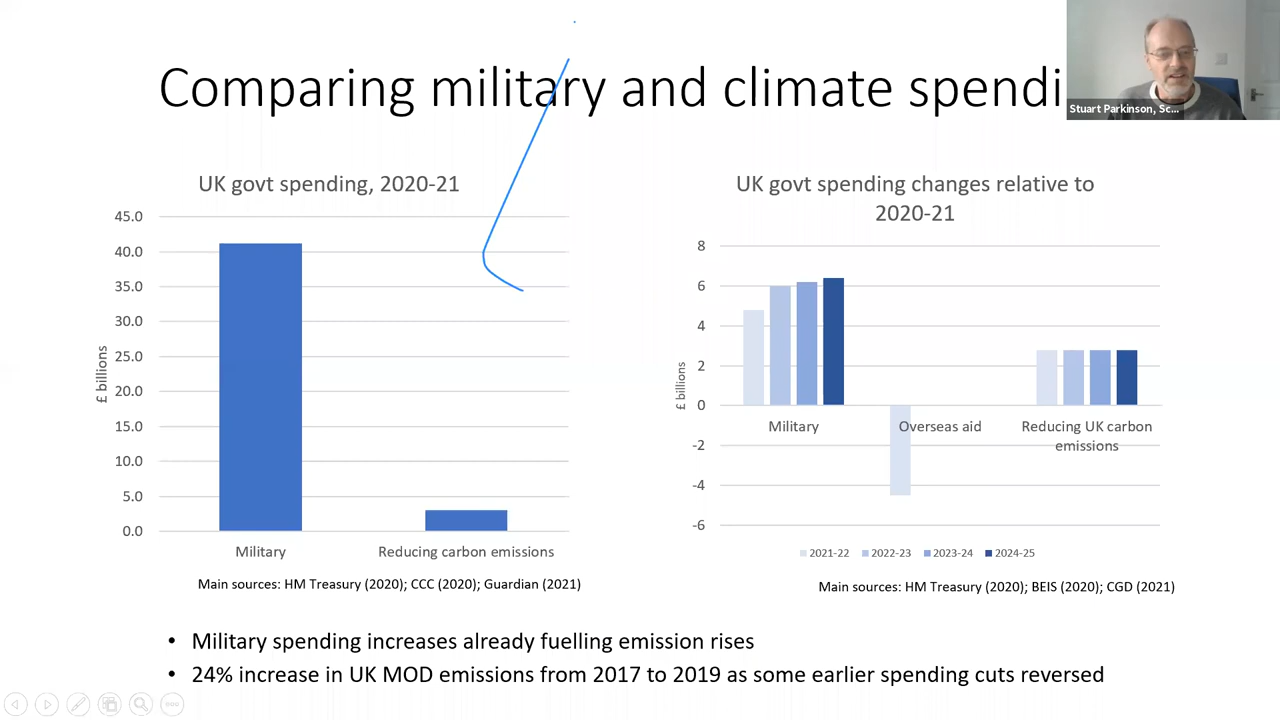 Comparing military and climate spendi
Stuart Parkinson, Sc...
UK govt spending, 2020-21
45.0
40.0
35.0
30.0
25.0
20.0
15.0
10.0
5.0
0.0
£ billions
Military
Reducing carbon emissions
Main sources: HM Treasury (2020); CCC (2020); Guardian (2021)
UK govt spending changes relative to
2020-21
8
6
4
2
0
-2
-4
-6
£ billions
Military
Overseas aid
Reducing UK carbon
emissions
2021-22 2022-23 2023-24 2024-25
Main sources: HM Treasury (2020); BEIS (2020); CGD (2021)
• Military spending increases already fuelling emission rises
• 24% increase in UK MOD emissions from 2017 to 2019 as some earlier spending cuts reversed